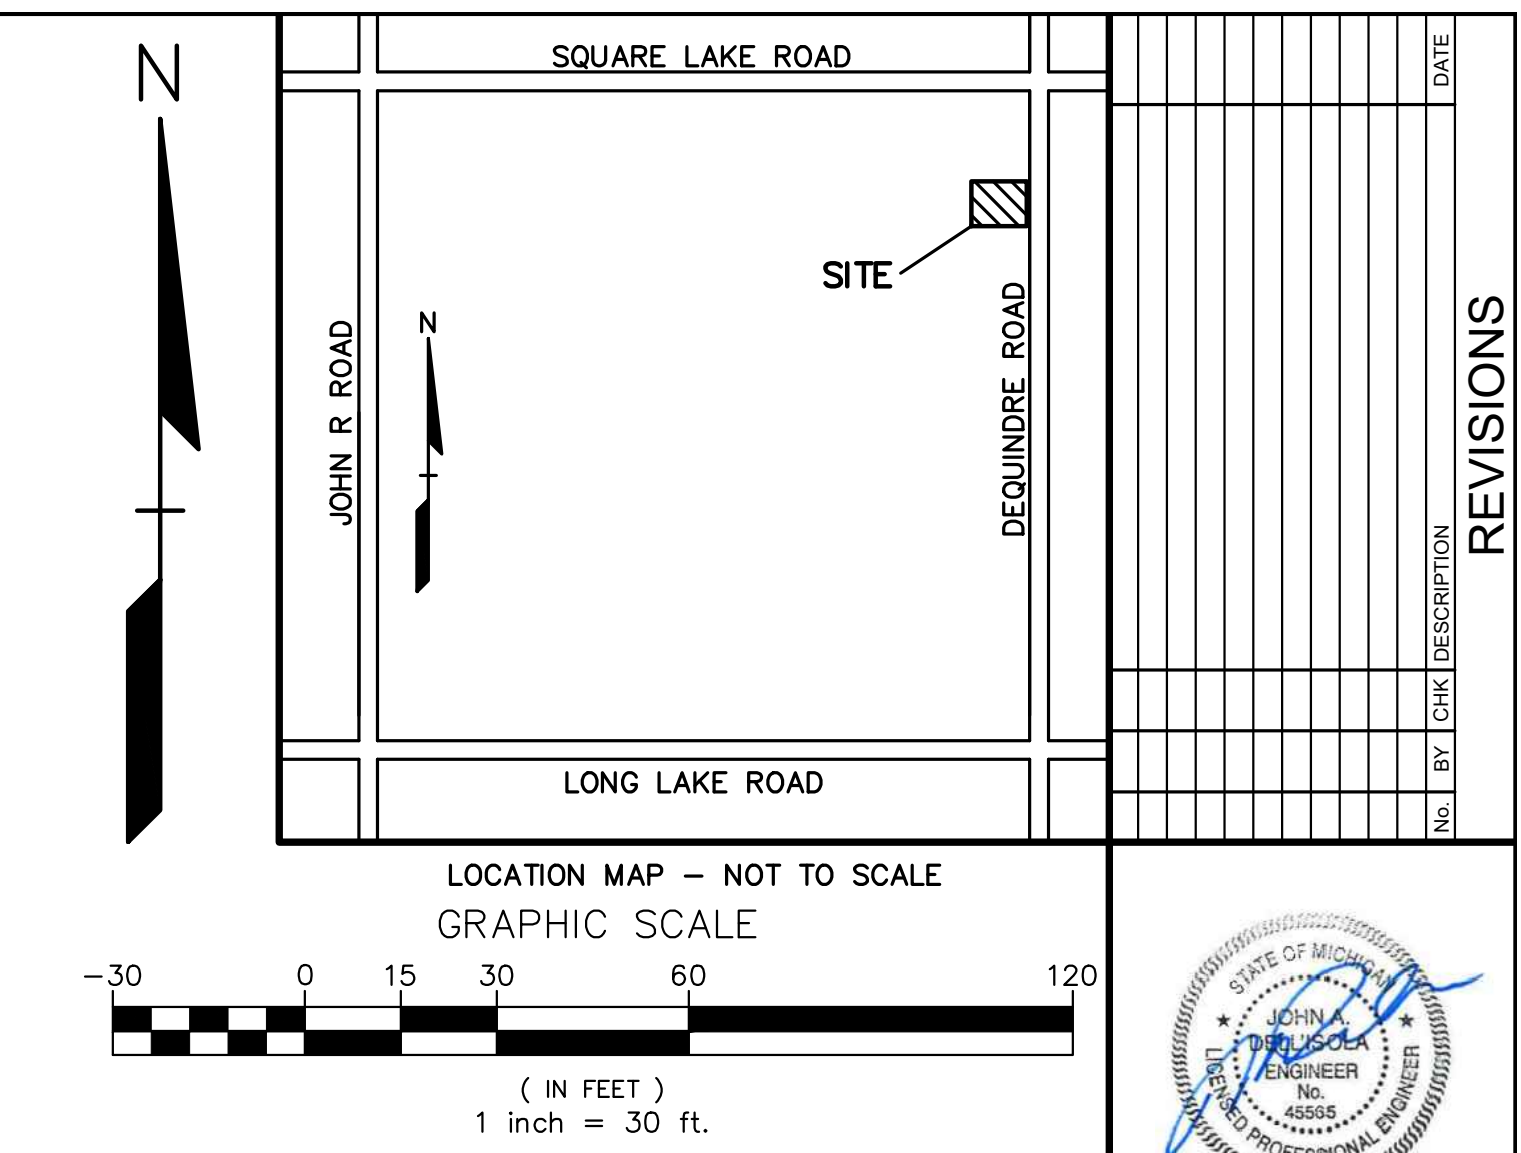 N
SQUARE LAKE ROAD
SITE
JOHN R ROAD
N
DEQUINDRE ROAD
LONG LAKE ROAD
LOCATION MAP – NOT TO SCALE
GRAPHIC SCALE
-30 0 15 30 60 120
( IN FEET )
1 inch = 30 ft.
No. BY CHK DESCRIPTION DATE
REVISIONS
STATE OF MICHIGAN
JOHN A.
DELL'ISOLA
ENGINEER
No.
45565
LICENSED PROFESSIONAL ENGINEER